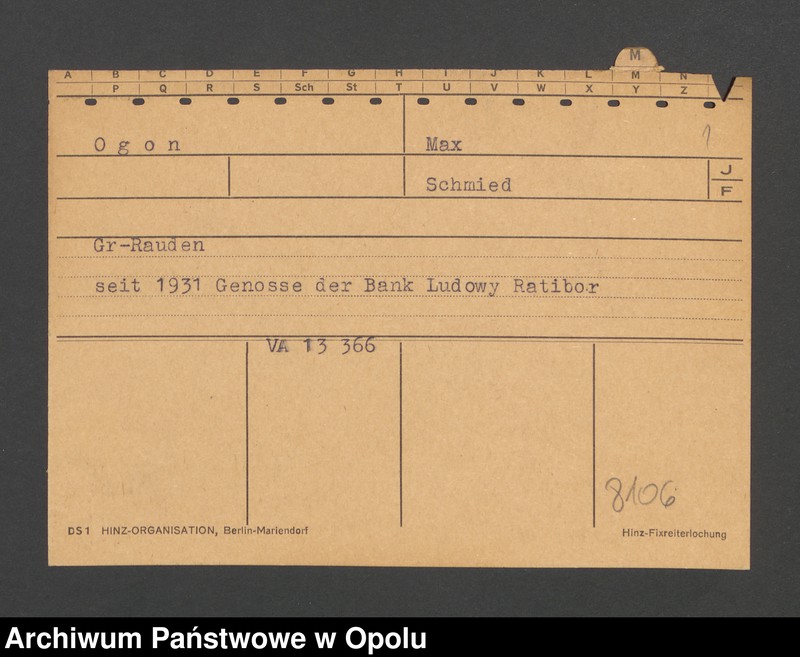 M
A B C D E F G H I J K L M N
P Q R S Sch St T U V W X Y Z
O g o n Max 1
Schmied J
F
Gr-Rauden
seit 1931 Genosse der Bank Ludowy Ratibor
VA 13 366
8106
DS1 HINZ-ORGANISATION, Berlin-Mariendorf Hinz-Fixreiterlochung
Archiwum Państwowe w Opolu